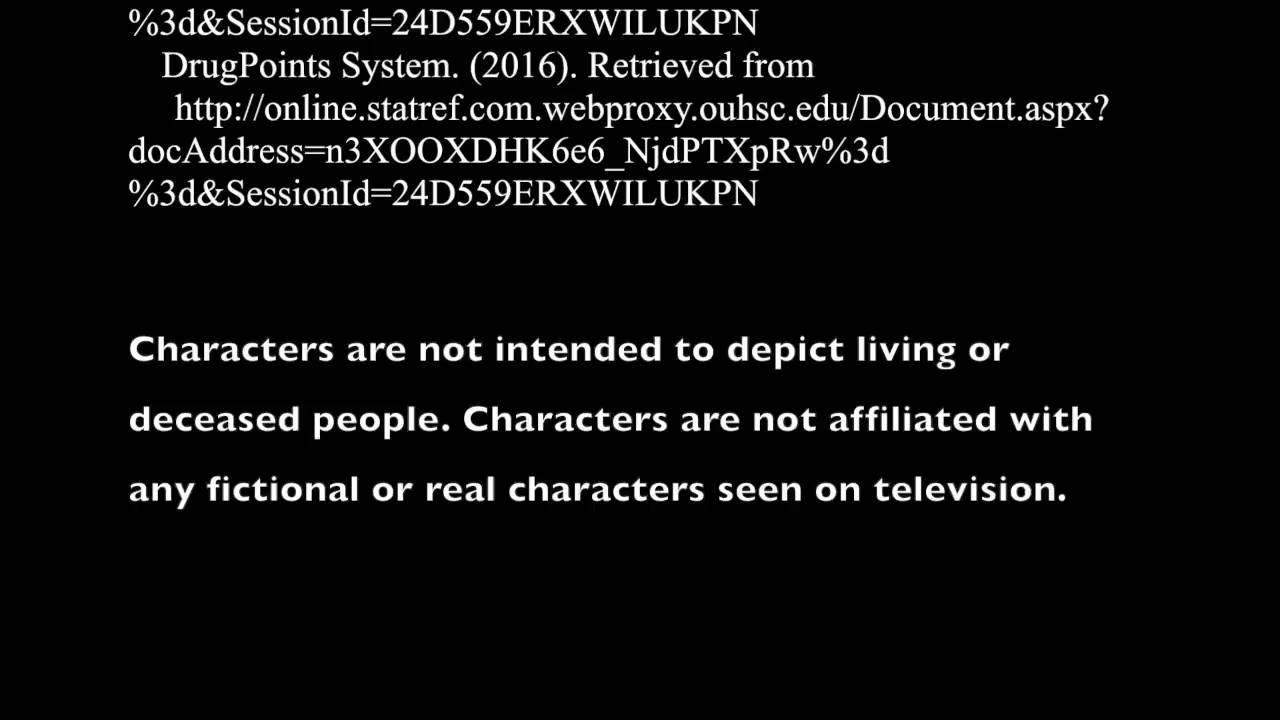 %3d&SessionId=24D559ERXWILUKPN
DrugPoints System. (2016). Retrieved from
http://online.statref.com.webproxy.ouhsc.edu/Document.aspx?
docAddress=n3XOOXDHK6e6_NjdPTXpRw%3d
%3d&SessionId=24D559ERXWILUKPN
Characters are not intended to depict living or
deceased people. Characters are not affiliated with
any fictional or real characters seen on television.